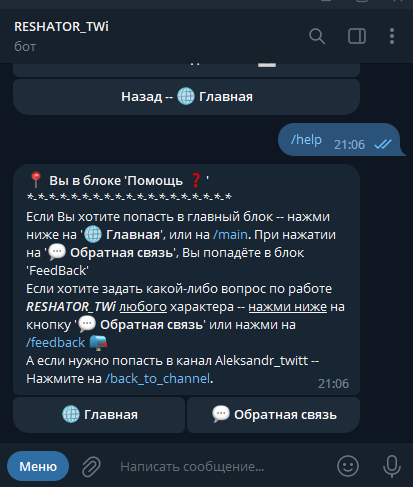 RESHATOR_TWi
бот
Назад -- 🌐 Главная
/help 21:06
📍 Вы в блоке 'Помощь ❓ '
*-*-*-*-*-*-*-*-*-*-*-*-*-*-*-*-*-*-*
Если Вы хотите попасть в главный блок -- нажми
ниже на '🌐 Главная', или на /main. При нажатии
на '💬 Обратная связь', Вы попадёте в блок
'FeedBack'
Если хотите задать какой-либо вопрос по работе
RESHATOR_TWi любого характера -- нажми ниже на
кнопку '💬 Обратная связь' или нажми на
/feedback 📪
А если нужно попасть в канал Aleksandr_twitt --
Нажмите на /back_to_channel.
21:06
🌐 Главная 💬 Обратная связь
Меню Написать сообщение...